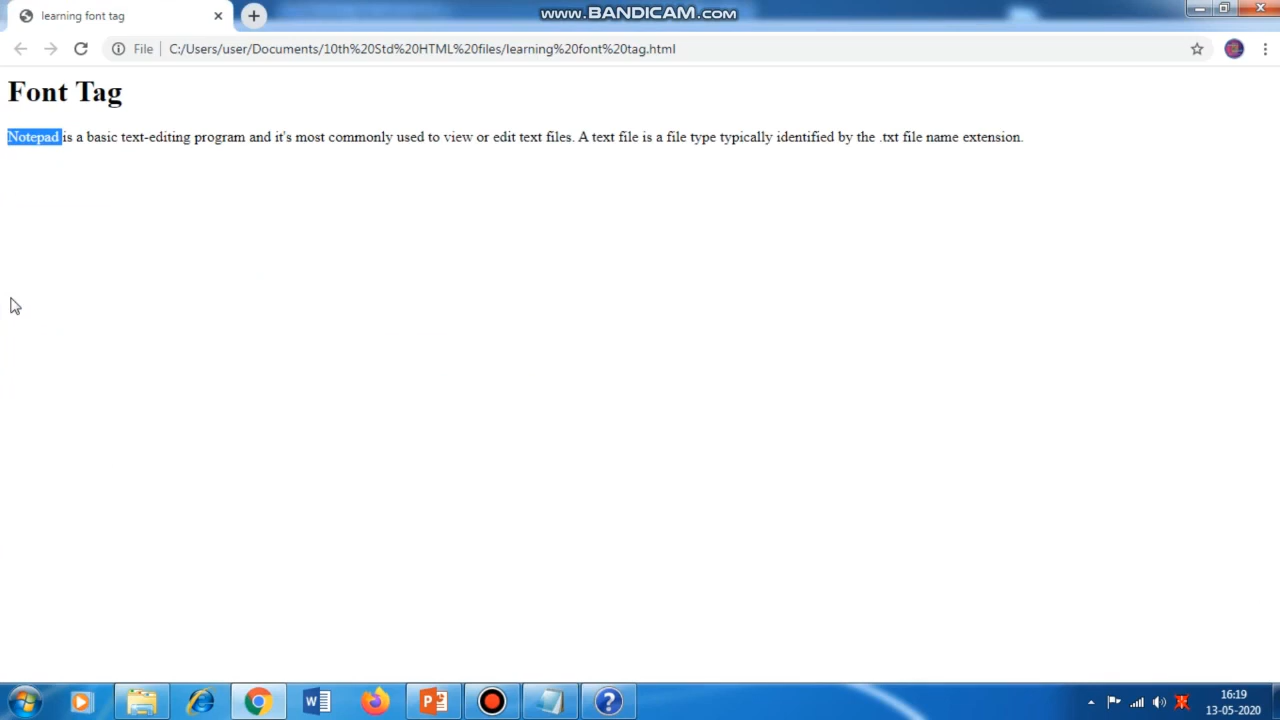 learning font tag
www.BANDICAM.com
File
C:/Users/user/Documents/10th%20Std%20HTML%20files/learning%20font%20tag.html
Font Tag
Notepad is a basic text-editing program and it's most commonly used to view or edit text files. A text file is a file type typically identified by the .txt file name extension.
16:19
13-05-2020